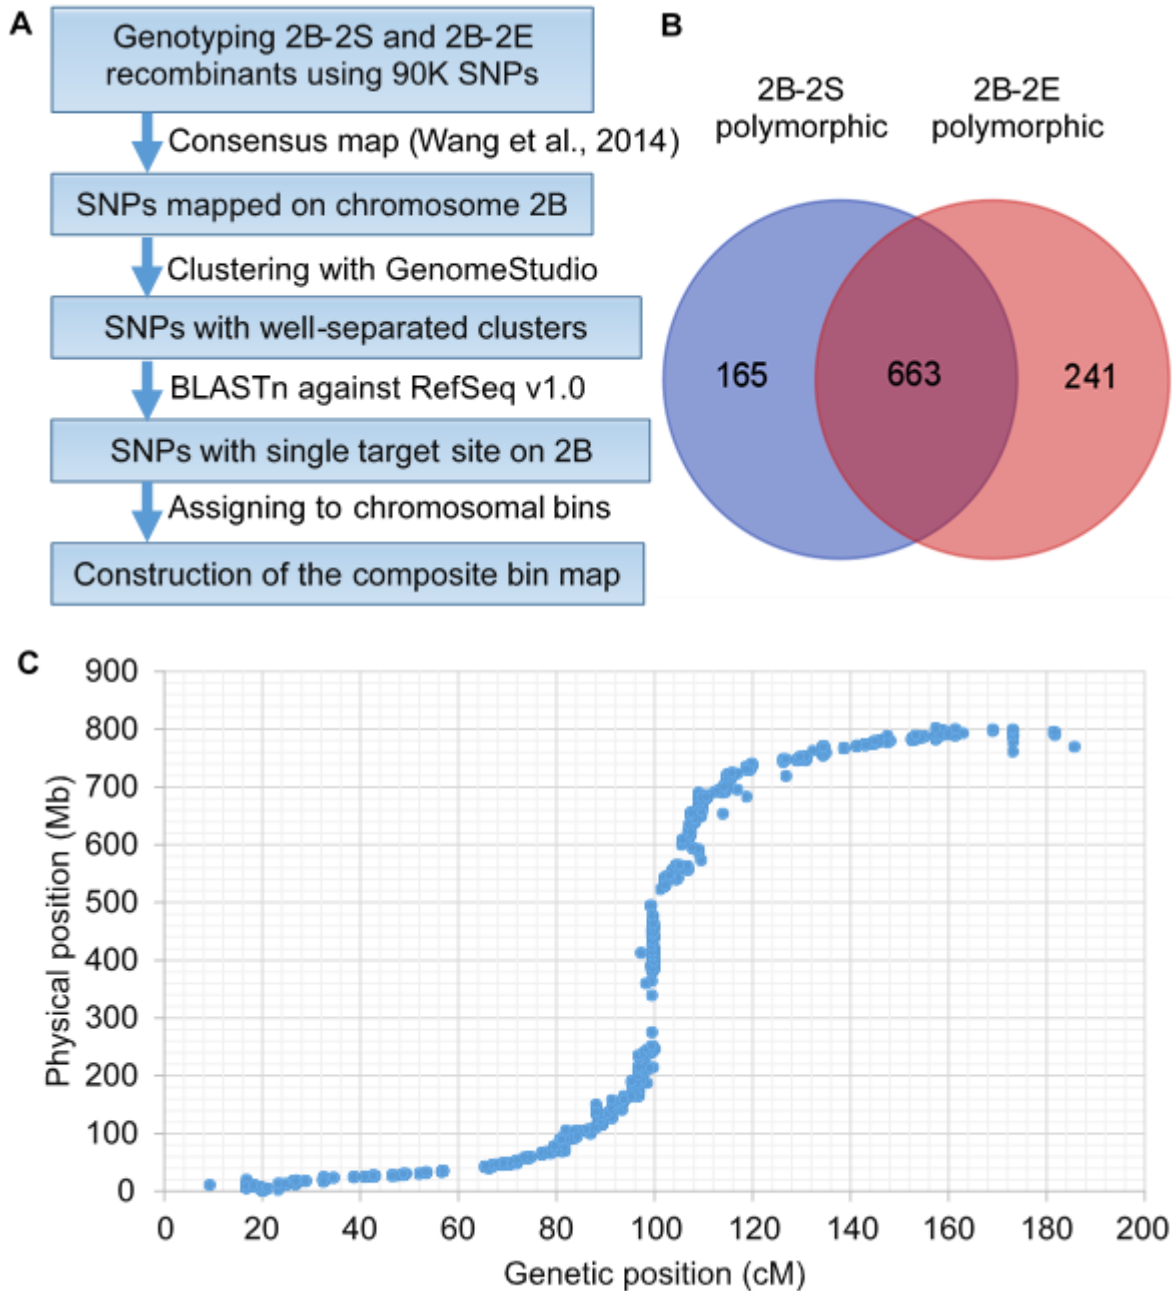 A
Genotyping 2B-2S and 2B-2E
recombinants using 90K SNPs
Consensus map (Wang et al., 2014)
SNPs mapped on chromosome 2B
Clustering with GenomeStudio
SNPs with well-separated clusters
BLASTn against RefSeq v1.0
SNPs with single target site on 2B
Assigning to chromosomal bins
Construction of the composite bin map
B
2B-2S
polymorphic
2B-2E
polymorphic
165
663
241
C
Physical position (Mb)
900
800
700
600
500
400
300
200
100
0
0 20 40 60 80 100 120 140 160 180 200
Genetic position (cM)